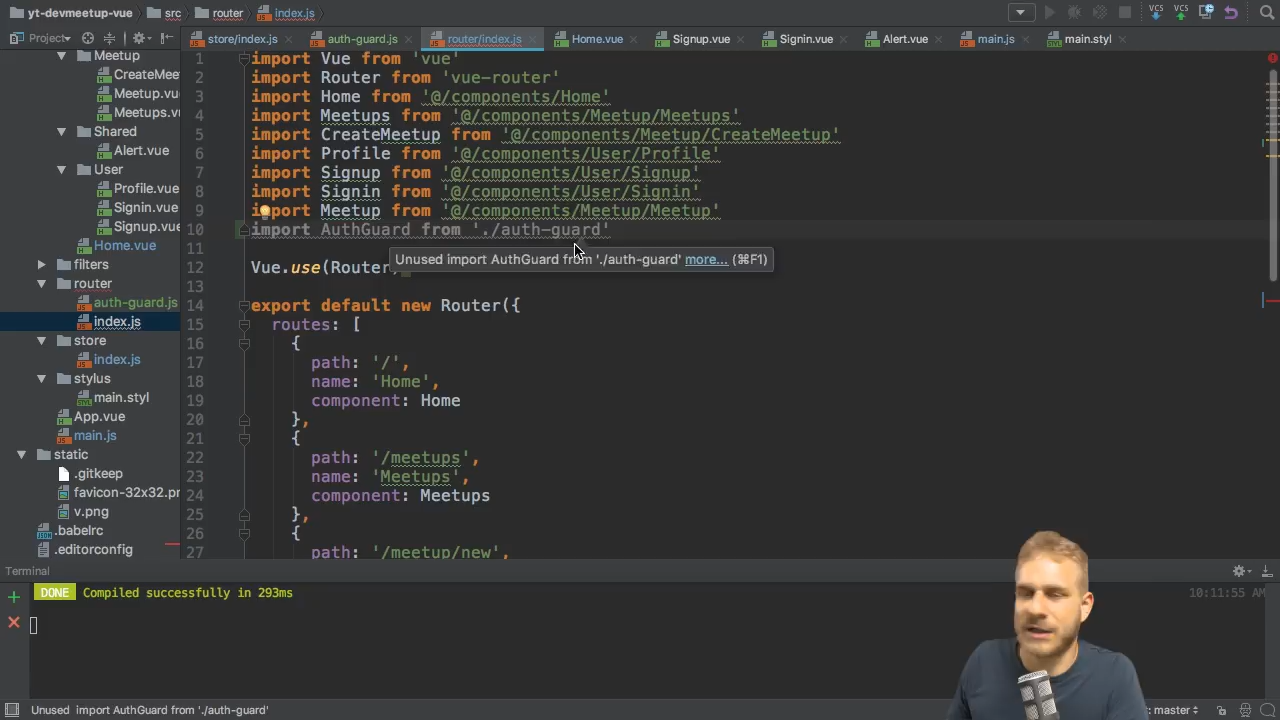 yt-devmeetup-vue
src
router
index.js
Project
store/index.js
auth-guard.js
router/index.js
Home.vue
Signup.vue
Signin.vue
Alert.vue
main.js
main.styl
VCS
VCS
Meetup
CreateMeet
Meetup.vue
Meetups.vu
Shared
Alert.vue
User
Profile.vue
Signin.vue
Signup.vue
Home.vue
filters
router
auth-guard.js
index.js
store
index.js
stylus
main.styl
App.vue
main.js
static
.gitkeep
favicon-32x32.pr
v.png
.babelrc
.editorconfig
1 import Vue from 'vue'
2 import Router from 'vue-router'
3 import Home from '@/components/Home'
4 import Meetups from '@/components/Meetup/Meetups'
5 import CreateMeetup from '@/components/Meetup/CreateMeetup'
6 import Profile from '@/components/User/Profile'
7 import Signup from '@/components/User/Signup'
8 import Signin from '@/components/User/Signin'
9 import Meetup from '@/components/Meetup/Meetup'
10 import AuthGuard from './auth-guard'
11
Unused import AuthGuard from './auth-guard' more... (⌘F1)
12 Vue.use(Router)
13
14 export default new Router({
15 routes: [
16 {
17 path: '/',
18 name: 'Home',
19 component: Home
20 },
21 {
22 path: '/meetups',
23 name: 'Meetups',
24 component: Meetups
25 },
26 {
27 path: '/meetup/new',
Terminal
DONE Compiled successfully in 293ms
10:11:55 AM
Unused import AuthGuard from './auth-guard'
: master